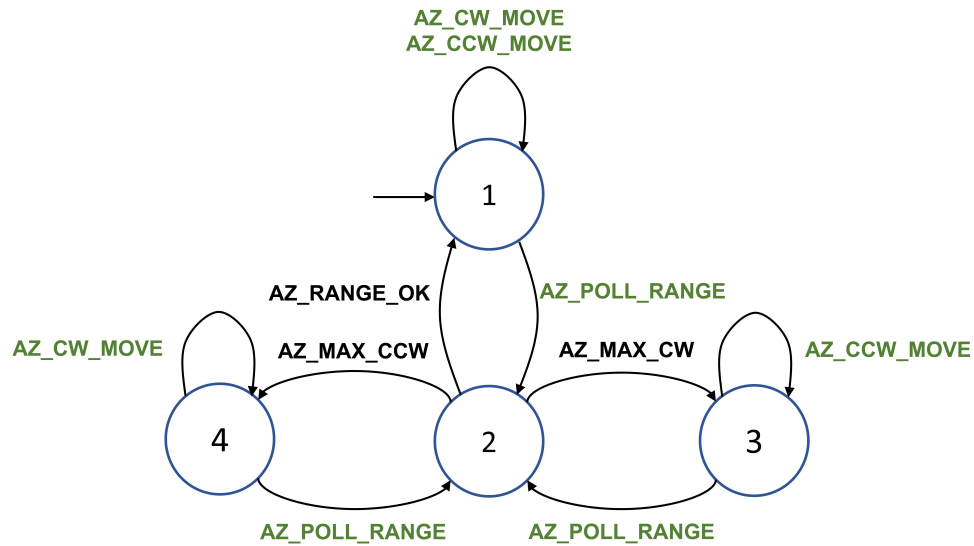 AZ_CW_MOVE
AZ_CCW_MOVE
1
AZ_RANGE_OK
AZ_POLL_RANGE
AZ_CW_MOVE
AZ_MAX_CCW
AZ_MAX_CW
AZ_CCW_MOVE
4
2
3
AZ_POLL_RANGE
AZ_POLL_RANGE